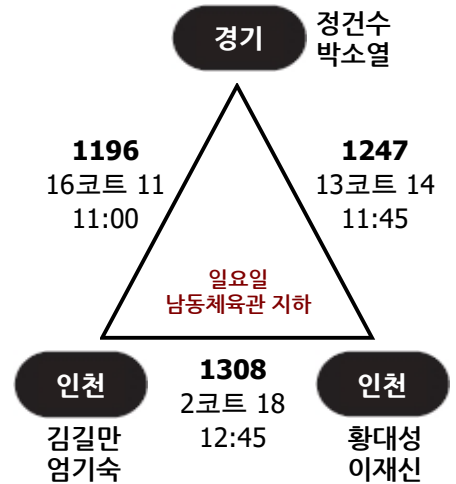 경기
정건수
박소열
1196
16코트 11
11:00
1247
13코트 14
11:45
일요일
남동체육관 지하
인천
김길만
엄기숙
1308
2코트 18
12:45
인천
황대성
이재신